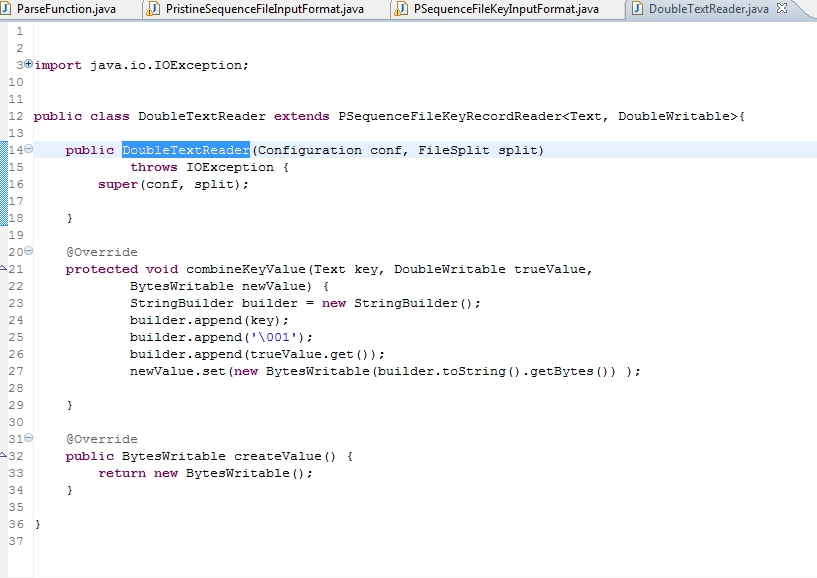 ParseFunction.java PristineSequenceFileInputFormat.java PSequenceFileKeyInputFormat.java DoubleTextReader.java
1
2
3 import java.io.IOException;
10
11
12 public class DoubleTextReader extends PSequenceFileKeyRecordReader<Text, DoubleWritable>{
13
14     public DoubleTextReader(Configuration conf, FileSplit split)
15             throws IOException {
16         super(conf, split);
17
18     }
19
20     @Override
21     protected void combineKeyValue(Text key, DoubleWritable trueValue,
22             BytesWritable newValue) {
23             StringBuilder builder = new StringBuilder();
24             builder.append(key);
25             builder.append('\001');
26             builder.append(trueValue.get());
27             newValue.set(new BytesWritable(builder.toString().getBytes()) );
28
29     }
30
31     @Override
32     public BytesWritable createValue() {
33         return new BytesWritable();
34     }
35
36 }
37